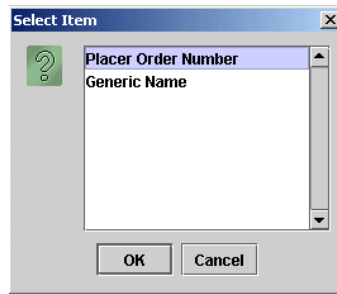 Select Item
Placer Order Number
Generic Name
OK
Cancel